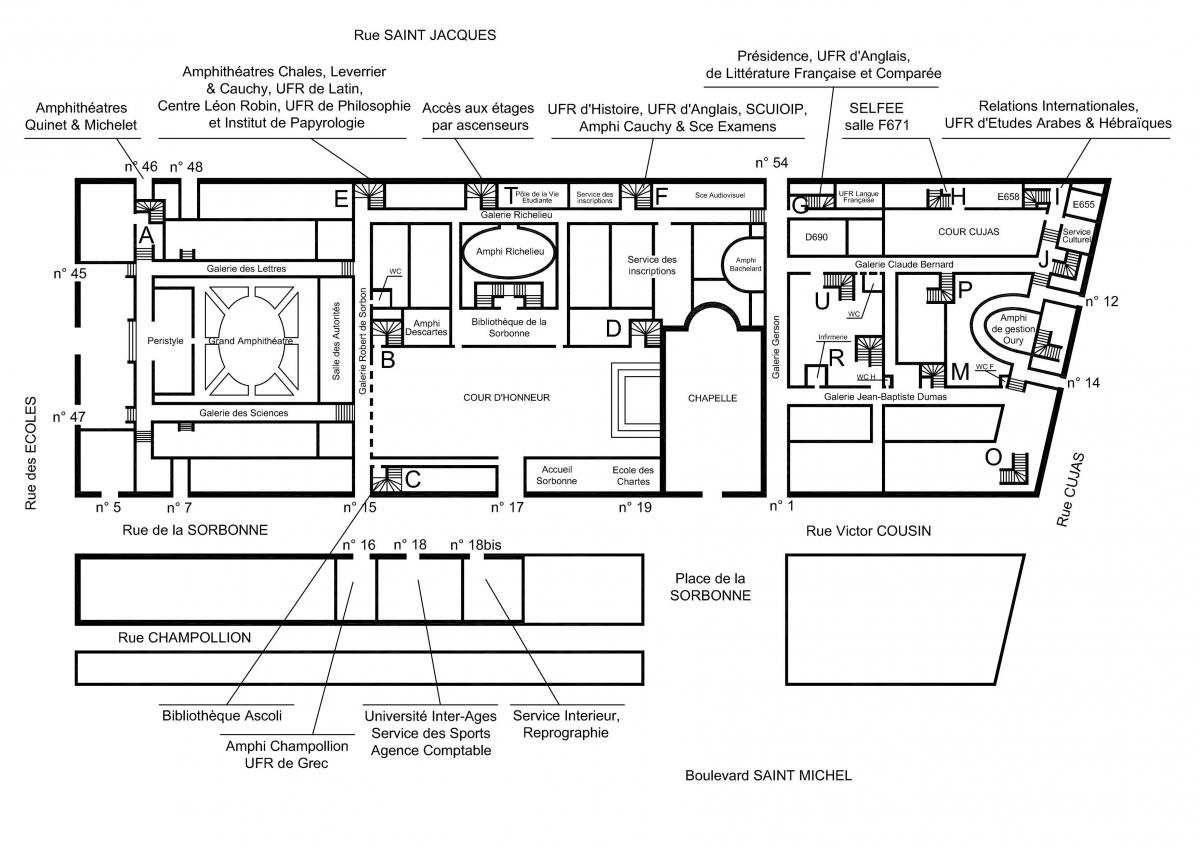 Rue SAINT JACQUES
Présidence, UFR d'Anglais,
de Littérature Française et Comparée
Amphithéatres Chales, Leverrier
& Cauchy, UFR de Latin,
Centre Léon Robin, UFR de Philosophie
et Institut de Papyrologie
Amphithéatres
Quinet & Michelet
Accès aux étages
par ascenseurs
UFR d'Histoire, UFR d'Anglais, SCUIOIP,
Amphi Cauchy & Sce Examens
SELFEE
salle F671
Relations Internationales,
UFR d'Etudes Arabes & Hébraïques
n° 46
n° 48
n° 54
E
T
Pôle de la Vie
Etudiante
Service des
inscriptions
F
Sce Audiovisuel
G
UFR Langue
Française
H
E658
I
E655
Galerie Richelieu
A
Amphi Richelieu
Service des
inscriptions
Amphi
Bachelard
D690
COUR CUJAS
Service
Culturel
J
n° 45
Galerie des Lettres
WC
Galerie Claude Bernard
Peristyle
Grand Amphithéatre
Salle des Autorités
Galerie Robert de Sorbon
B
Amphi
Descartes
Bibliothèque de la
Sorbonne
D
Galerie Gerson
U
WC
P
n° 12
Amphi
de gestion
Oury
Infirmerie
R
WC H
M
WC F
n° 14
Rue des ECOLES
n° 47
Galerie des Sciences
COUR D'HONNEUR
CHAPELLE
Galerie Jean-Baptiste Dumas
C
Accueil
Sorbonne
Ecole des
Chartes
O
Rue CUJAS
n° 5
n° 7
n° 15
n° 17
n° 19
n° 1
Rue de la SORBONNE
Rue Victor COUSIN
n° 16
n° 18
n° 18bis
Place de la
SORBONNE
Rue CHAMPOLLION
Bibliothèque Ascoli
Amphi Champollion
UFR de Grec
Université Inter-Ages
Service des Sports
Agence Comptable
Service Interieur,
Reprographie
Boulevard SAINT MICHEL